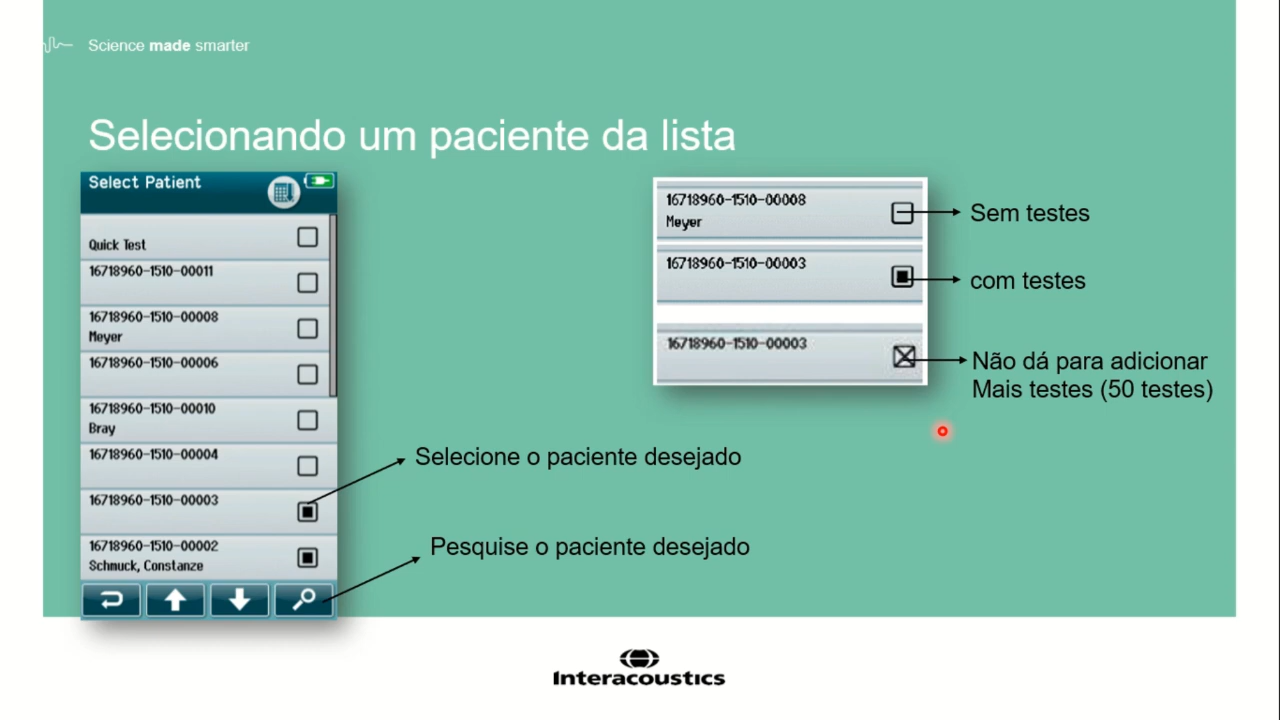 Science made smarter
Selecionando um paciente da lista
Select Patient
Quick Test
16718960-1510-00011
16718960-1510-00008
Meyer
16718960-1510-00006
16718960-1510-00010
Bray
16718960-1510-00004
16718960-1510-00003
16718960-1510-00002
Schmuck, Constanze
Selecione o paciente desejado
Pesquise o paciente desejado
16718960-1510-00008
Meyer
Sem testes
16718960-1510-00003
com testes
16718960-1510-00003
Não dá para adicionar
Mais testes (50 testes)
Interacoustics